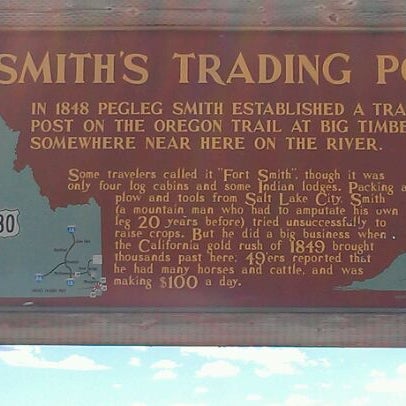 SMITH'S TRADING PO
IN 1848 PEGLEG SMITH ESTABLISHED A TRA
POST ON THE OREGON TRAIL AT BIG TIMBE
SOMEWHERE NEAR HERE ON THE RIVER.
Some travelers called it "Fort Smith", though it was
only four log cabins and some Indian lodges. Packing a
plow and tools from Salt Lake City, Smith
(a mountain man who had to amputate his own
leg 20 years before) tried unsuccessfully to
raise crops. But he did a big business when
the California gold rush of 1849 brought
thousands past here. 49'ers reported that
he had many horses and cattle, and was
making $100 a day.
30